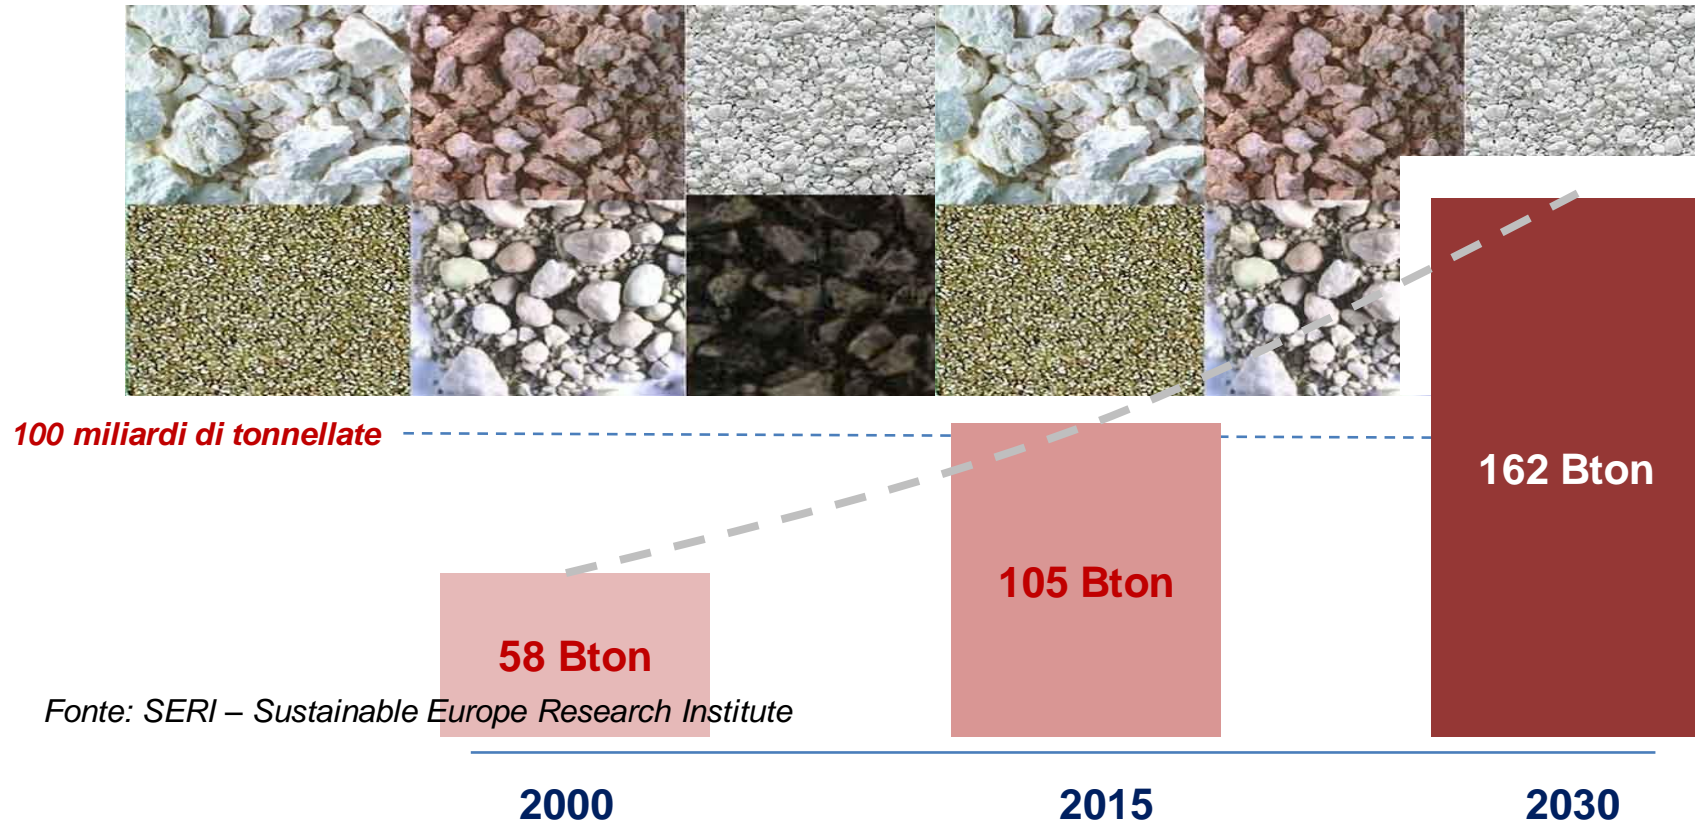 100 miliardi di tonnellate
162 Bton
105 Bton
58 Bton
Fonte: SERI – Sustainable Europe Research Institute
2000
2015
2030